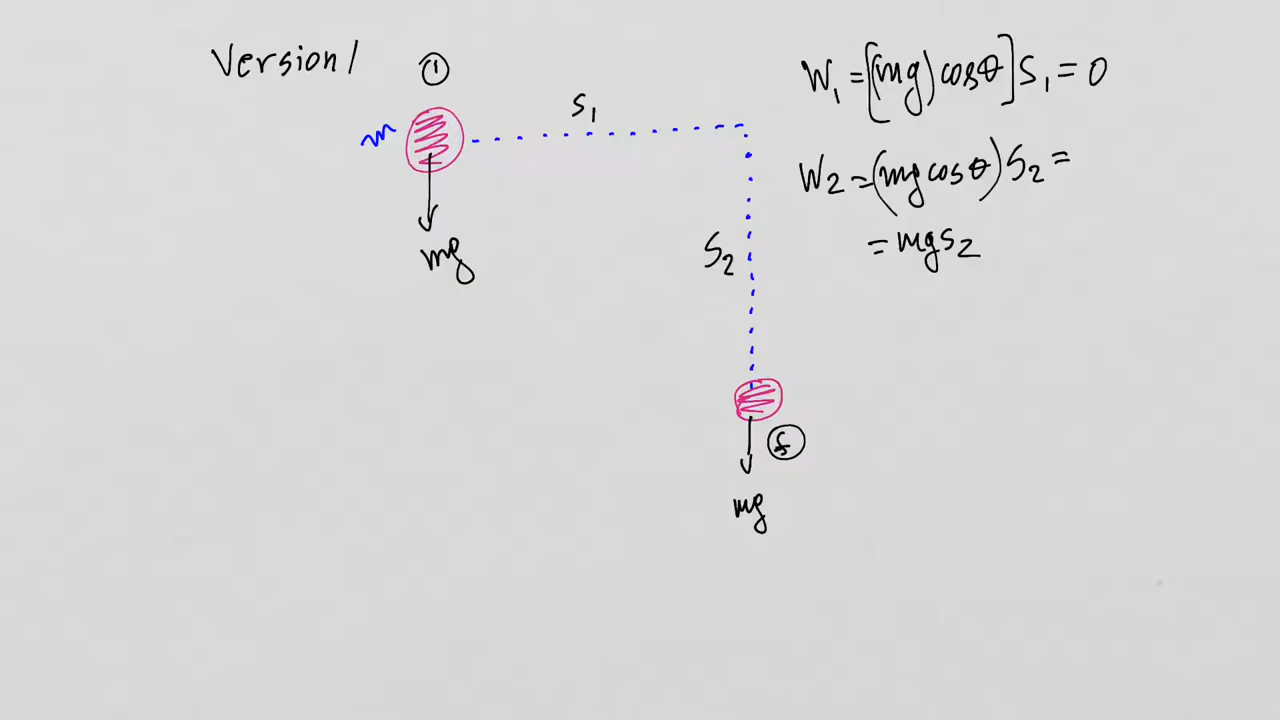 Version 1
①
m
S₁
mg
S₂
f
mg
W₁ = [(mg) cosθ] S₁ = 0
W₂ = (mg cosθ) S₂ =
= mgs₂